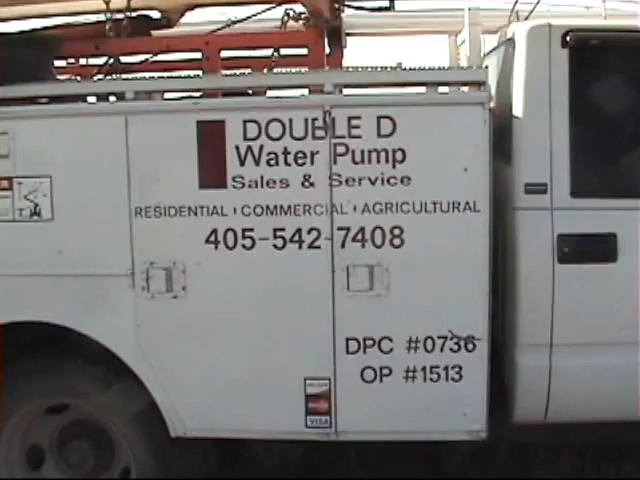 DOUBLE D
Water Pump
Sales & Service
RESIDENTIAL • COMMERCIAL • AGRICULTURAL
405-542-7408
DPC #0736
OP #1513
VISA